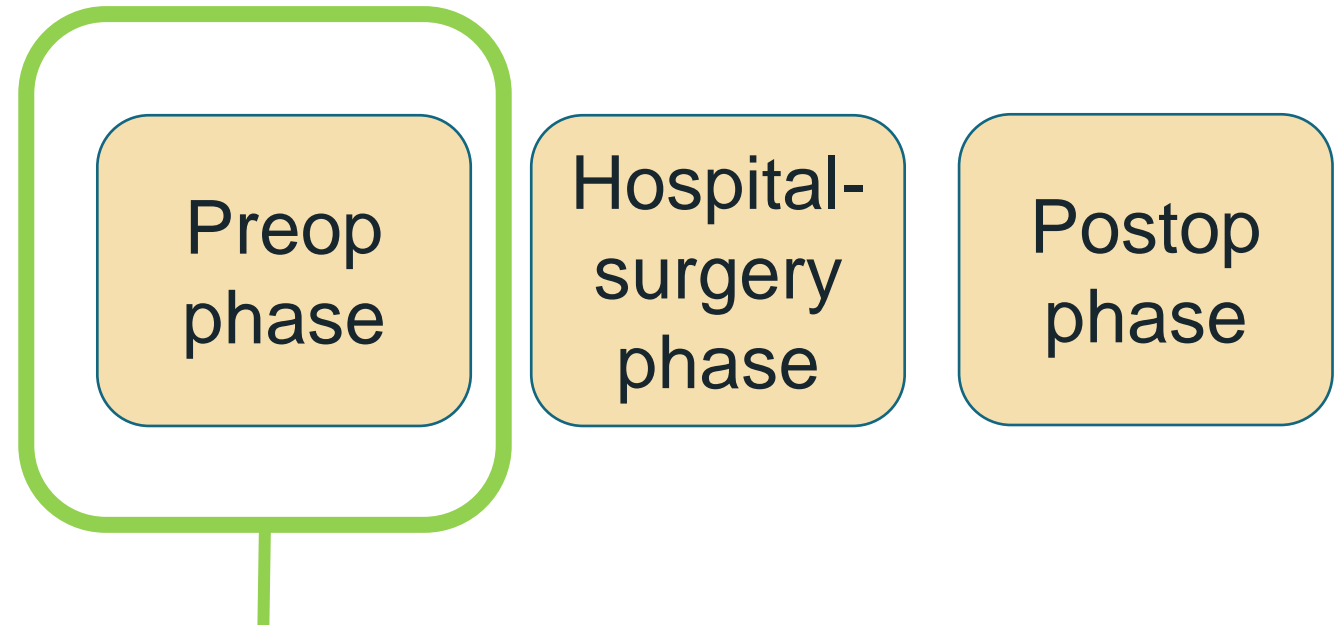 Preop
phase
Hospital-
surgery
phase
Postop
phase